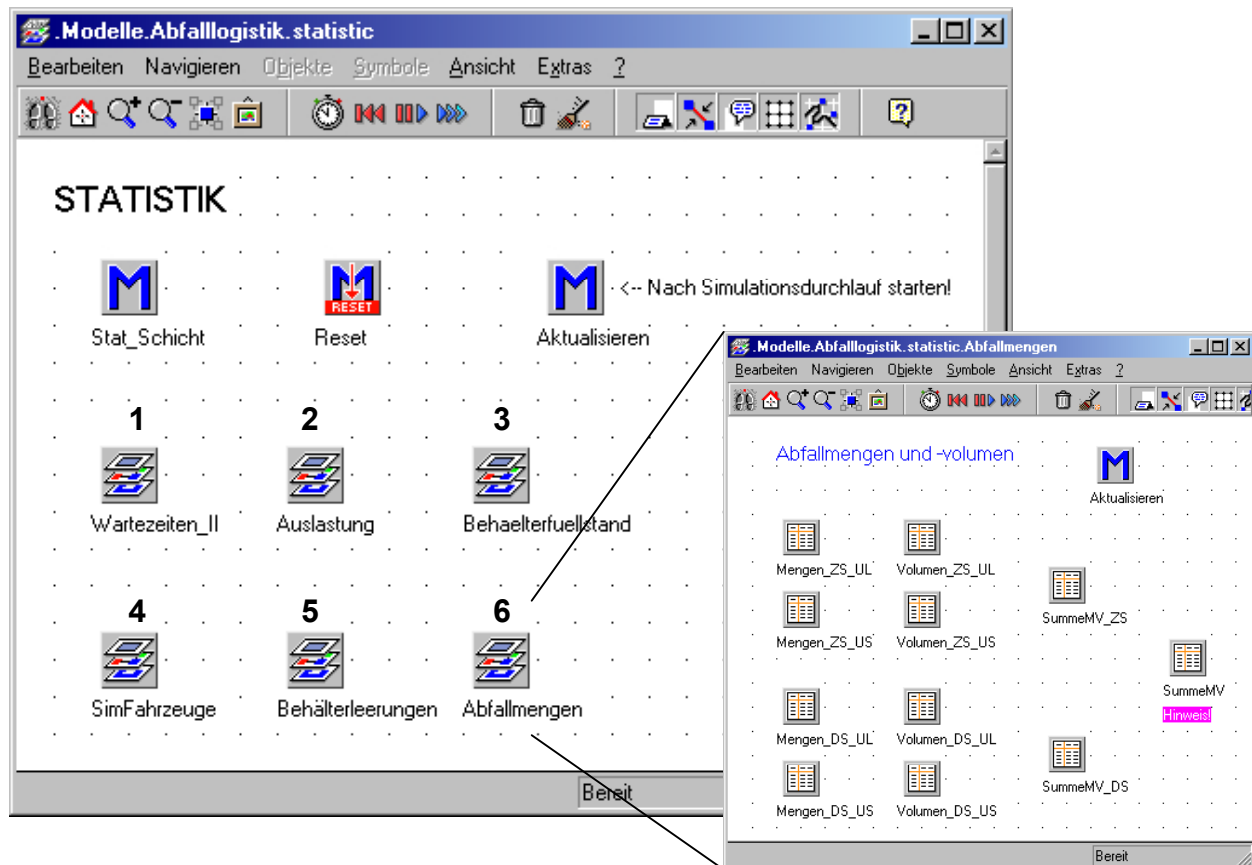 .Modelle.Abfalllogistik.statistic
Bearbeiten Navigieren Objekte Symbole Ansicht Extras ?
STATISTIK
M M M <-- Nach Simulationsdurchlauf starten!
RESET
Stat_Schicht Reset Aktualisieren
1 2 3
Wartezeiten_II Auslastung Behaelterfuellstand
4 5 6
SimFahrzeuge Behälterleerungen Abfallmengen
Bereit
.Modelle.Abfalllogistik.statistic.Abfallmengen
Bearbeiten Navigieren Objekte Symbole Ansicht Extras ?
Abfallmengen und -volumen M
Aktualisieren
Mengen_ZS_UL Volumen_ZS_UL
SummeMV_ZS
Mengen_ZS_US Volumen_ZS_US
SummeMV
Hinweis!
Mengen_DS_UL Volumen_DS_UL
SummeMV_DS
Mengen_DS_US Volumen_DS_US
Bereit